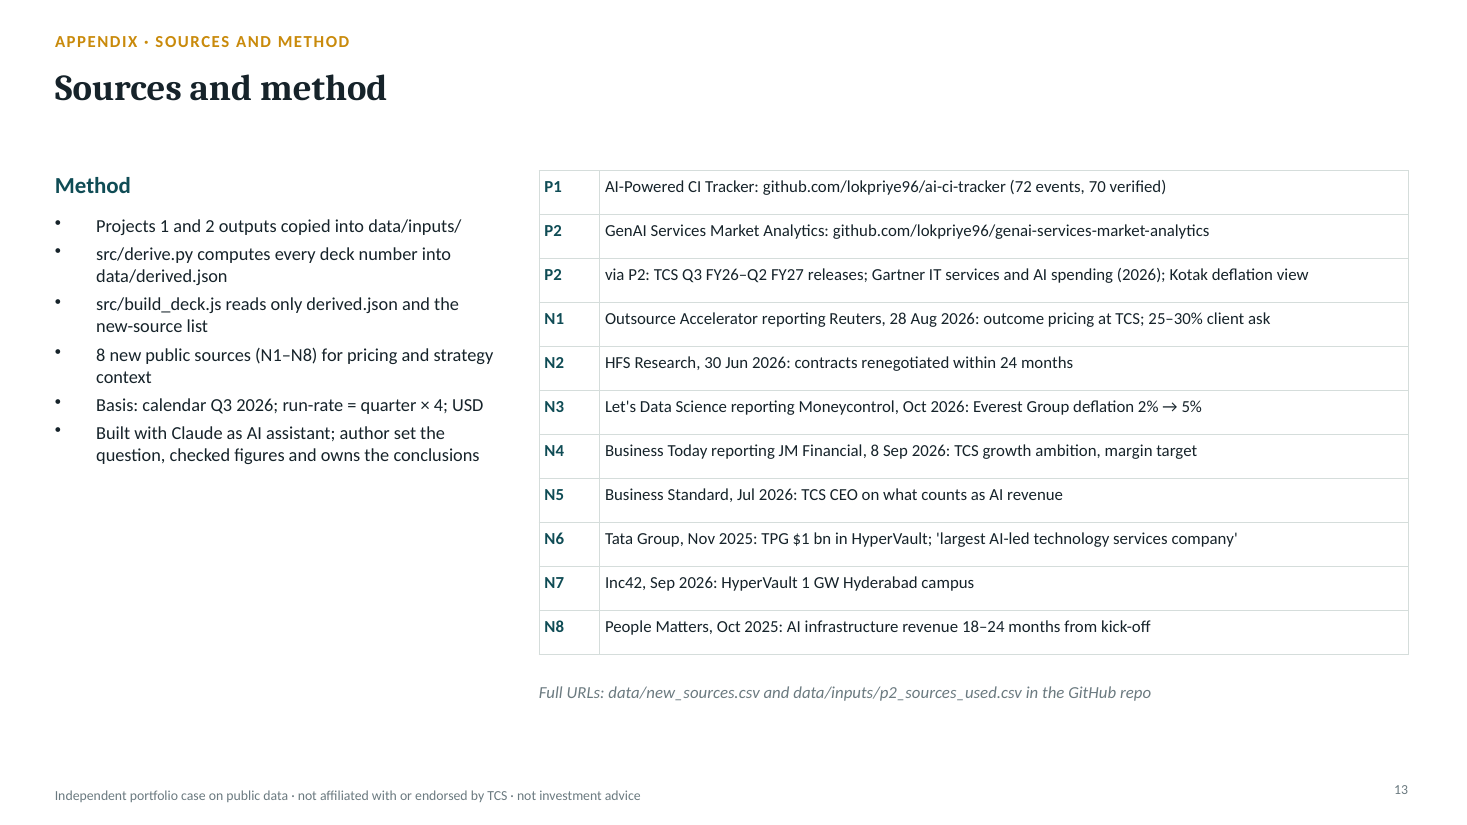 APPENDIX · SOURCES AND METHOD
Sources and method
Method
• Projects 1 and 2 outputs copied into data/inputs/
• src/derive.py computes every deck number into
data/derived.json
• src/build_deck.js reads only derived.json and the
new-source list
• 8 new public sources (N1–N8) for pricing and strategy
context
• Basis: calendar Q3 2026; run-rate = quarter × 4; USD
• Built with Claude as AI assistant; author set the
question, checked figures and owns the conclusions
P1 AI-Powered CI Tracker: github.com/lokpriye96/ai-ci-tracker (72 events, 70 verified)
P2 GenAI Services Market Analytics: github.com/lokpriye96/genai-services-market-analytics
P2 via P2: TCS Q3 FY26–Q2 FY27 releases; Gartner IT services and AI spending (2026); Kotak deflation view
N1 Outsource Accelerator reporting Reuters, 28 Aug 2026: outcome pricing at TCS; 25–30% client ask
N2 HFS Research, 30 Jun 2026: contracts renegotiated within 24 months
N3 Let's Data Science reporting Moneycontrol, Oct 2026: Everest Group deflation 2% → 5%
N4 Business Today reporting JM Financial, 8 Sep 2026: TCS growth ambition, margin target
N5 Business Standard, Jul 2026: TCS CEO on what counts as AI revenue
N6 Tata Group, Nov 2025: TPG $1 bn in HyperVault; 'largest AI-led technology services company'
N7 Inc42, Sep 2026: HyperVault 1 GW Hyderabad campus
N8 People Matters, Oct 2025: AI infrastructure revenue 18–24 months from kick-off
Full URLs: data/new_sources.csv and data/inputs/p2_sources_used.csv in the GitHub repo
Independent portfolio case on public data · not affiliated with or endorsed by TCS · not investment advice
13